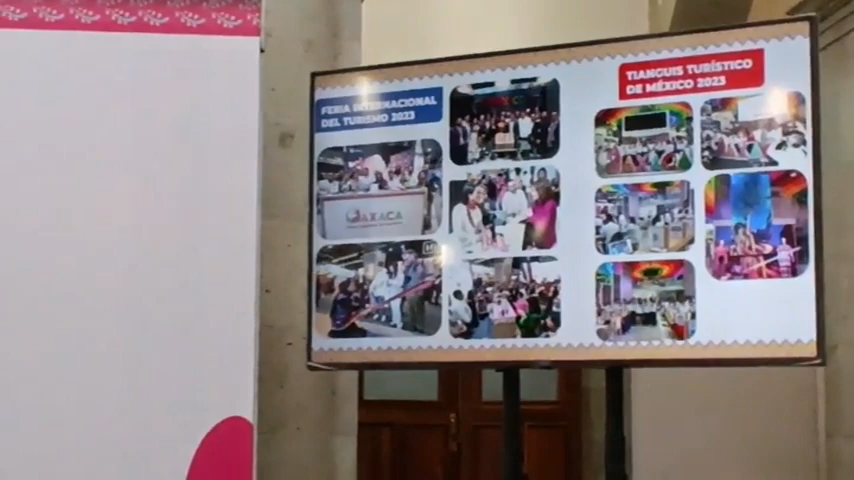 FERIA INTERNACIONAL
DEL TURISMO 2023
TIANGUIS TURÍSTICO
DE MÉXICO 2023
OAXACA